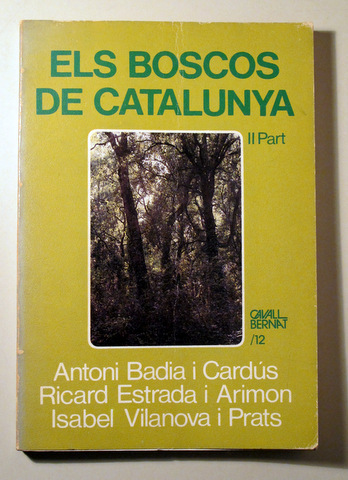 ELS BOSCOS
DE CATALUNYA
II Part
CAVALL
BERNAT
/12
Antoni Badia i Cardús
Ricard Estrada i Arimon
Isabel Vilanova i Prats